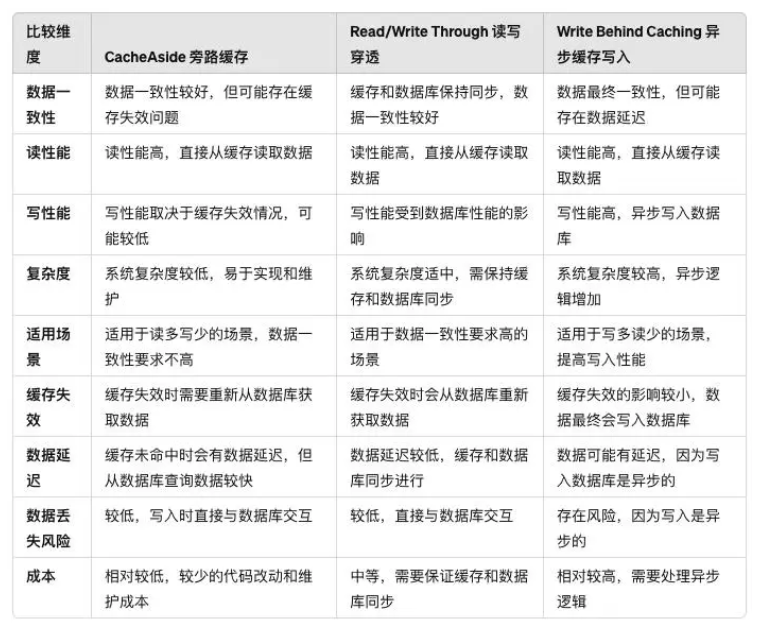 比较维
度
CacheAside 旁路缓存
Read/Write Through 读写
穿透
Write Behind Caching 异
步缓存写入
数据一
致性
数据一致性较好，但可能存在缓
存失效问题
缓存和数据库保持同步，数
据一致性较好
数据最终一致性，但可能
存在数据延迟
读性能
读性能高，直接从缓存读取数据
读性能高，直接从缓存读取
数据
读性能高，直接从缓存读
取数据
写性能
写性能取决于缓存失效情况，可
能较低
写性能受到数据库性能的影
响
写性能高，异步写入数据
库
复杂度
系统复杂度较低，易于实现和维
护
系统复杂度适中，需保持缓
存和数据库同步
系统复杂度较高，异步逻
辑增加
适用场
景
适用于读多写少的场景，数据一
致性要求不高
适用于数据一致性要求高的
场景
适用于写多读少的场景，
提高写入性能
缓存失
效
缓存失效时需要重新从数据库获
取数据
缓存失效时会从数据库重新
获取数据
缓存失效的影响较小，数
据最终会写入数据库
数据延
迟
缓存未命中时会有数据延迟，但
从数据库查询数据较快
数据延迟较低，缓存和数据
库同步进行
数据可能有延迟，因为写
入数据库是异步的
数据丢
失风险
较低，写入时直接与数据库交互
较低，直接与数据库交互
存在风险，因为写入是异
步的
成本
相对较低，较少的代码改动和维
护成本
中等，需要保证缓存和数据
库同步
相对较高，需要处理异步
逻辑